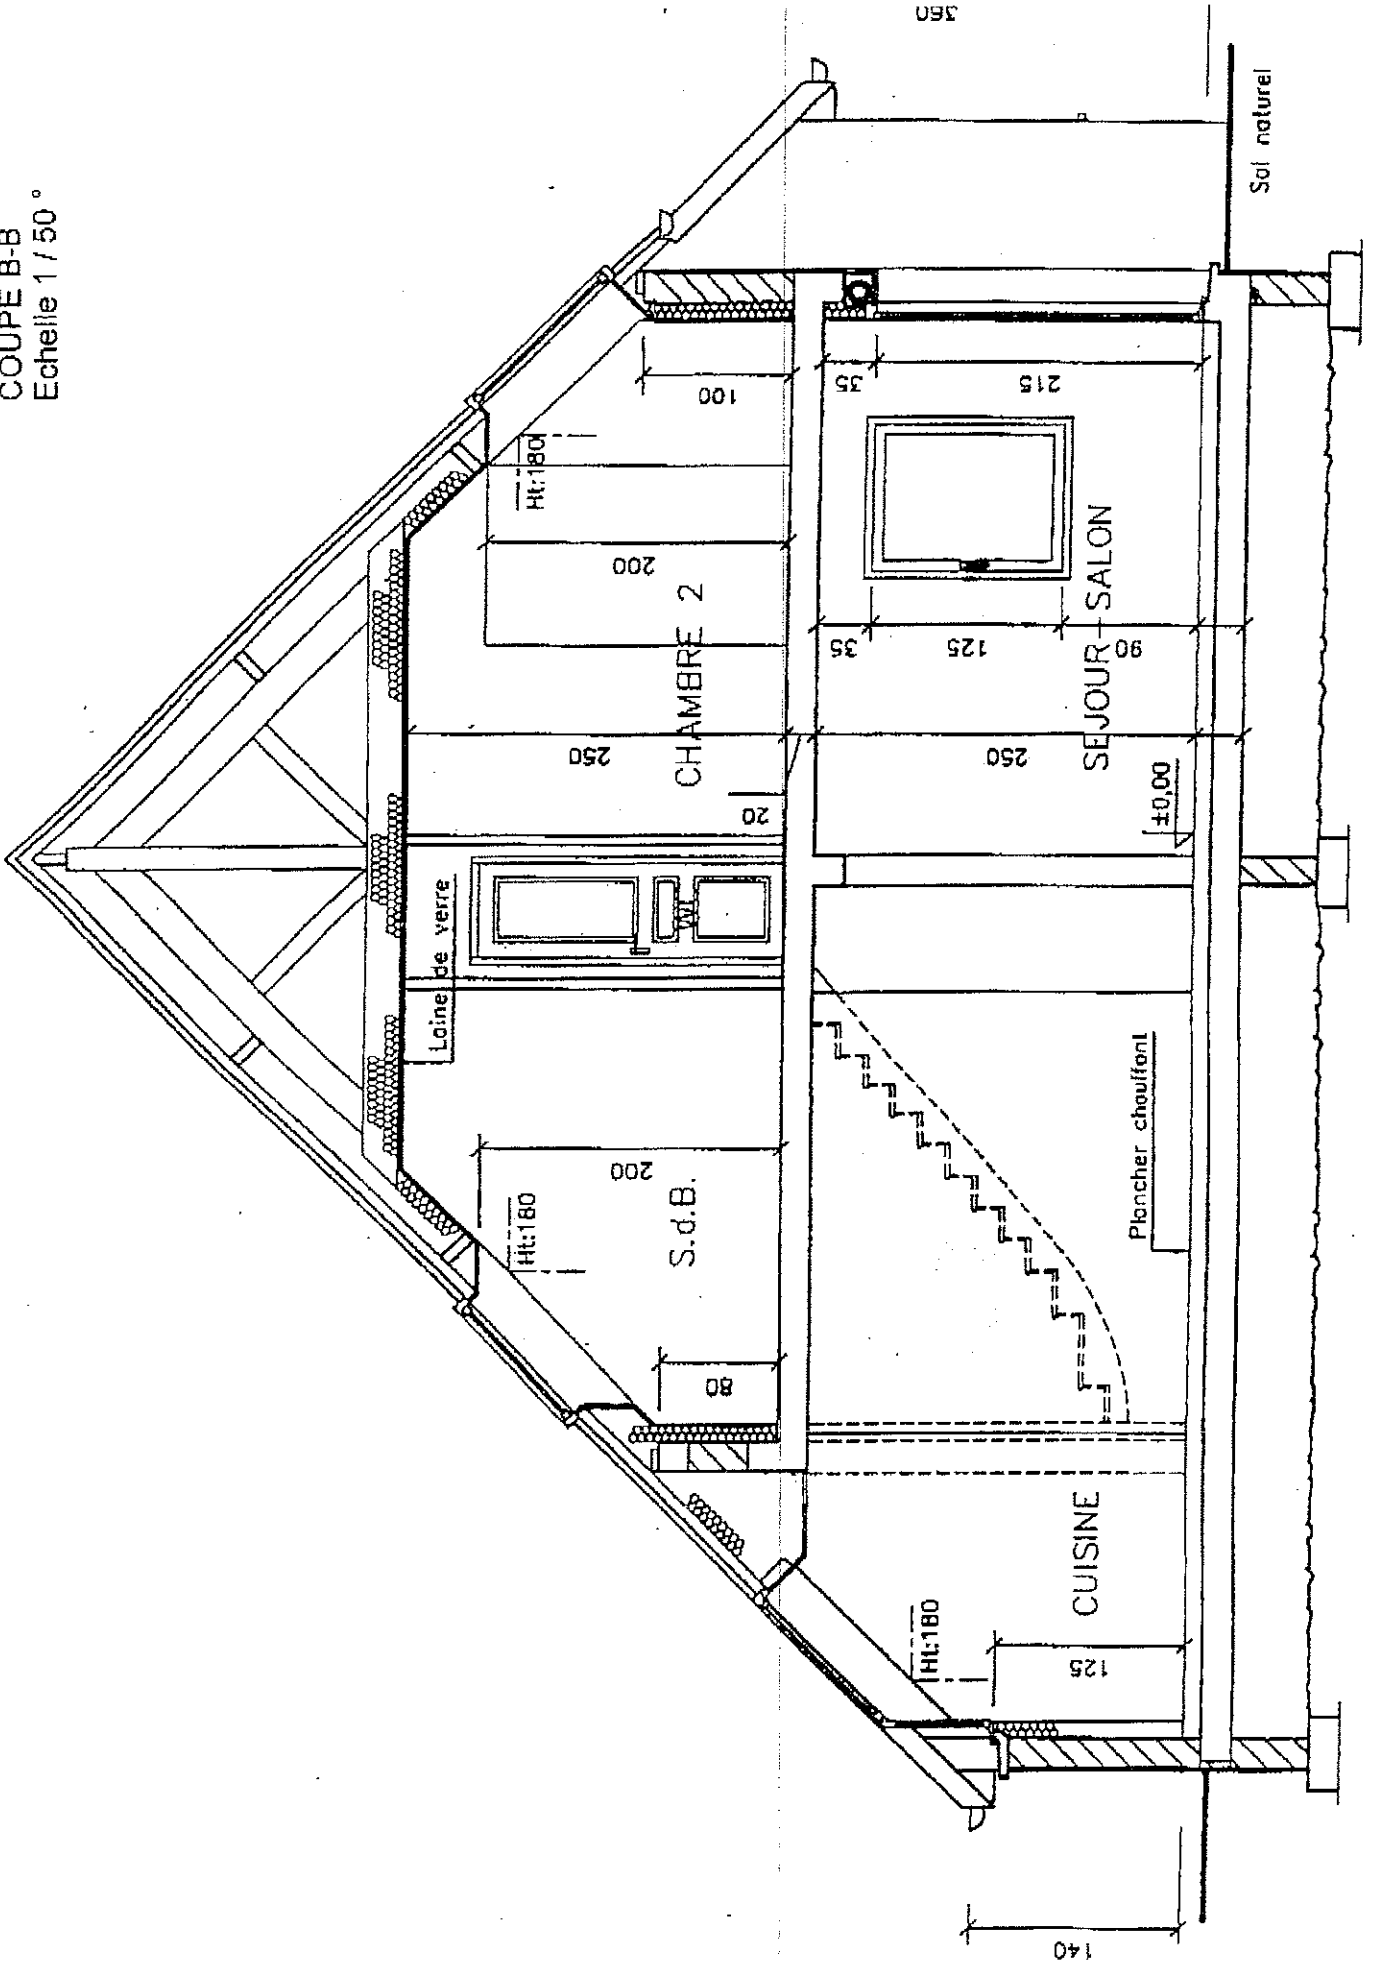 COUPE B-B
Echelle 1/50°
360
Sol naturel
100
35
215
Ht:180
200
CHAMBRE 2
35
125
90
SEJOUR-SALON
250
250
20
±0,00
Laine de verre
Plancher chauffant
200
Ht:180
S.d.B.
80
CUISINE
Ht:180
125
140